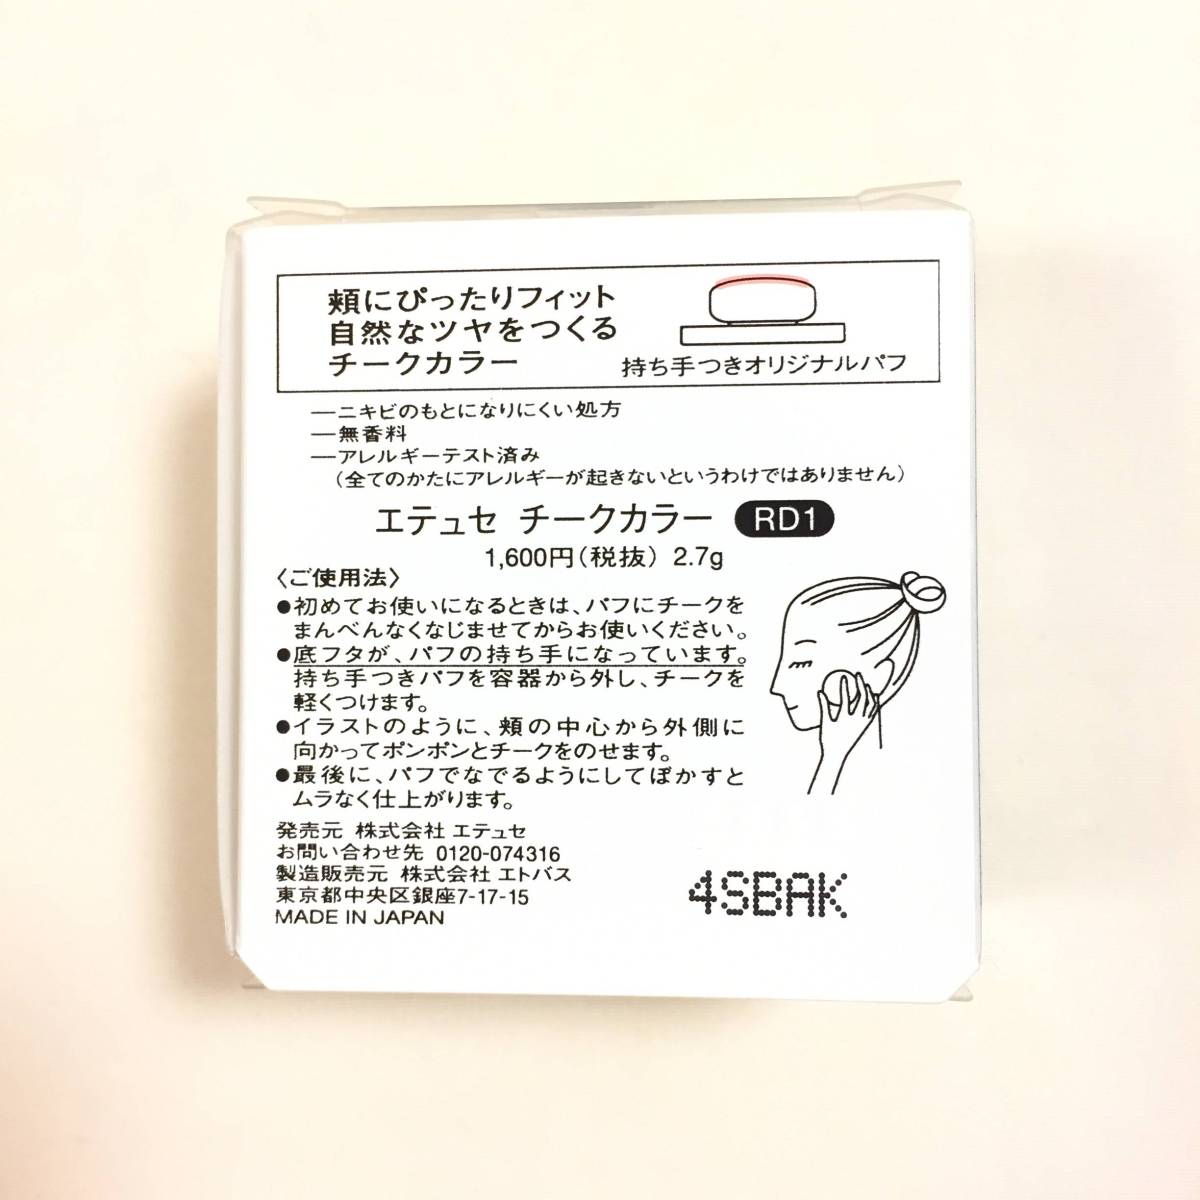 頰にぴったりフィット
自然なツヤをつくる
チークカラー
持ち手つきオリジナルパフ
—ニキビのもとになりにくい処方
—無香料
—アレルギーテスト済み
（全てのかたにアレルギーが起きないというわけではありません）
エテュセ チークカラー RD1
1,600円（税抜） 2.7g
〈ご使用法〉
●初めてお使いになるときは、パフにチークを
まんべんなくなじませてからお使いください。
●底フタが、パフの持ち手になっています。
持ち手つきパフを容器から外し、チークを
軽くつけます。
●イラストのように、頰の中心から外側に
向かってポンポンとチークをのせます。
●最後に、パフでなでるようにしてぼかすと
ムラなく仕上がります。
発売元 株式会社 エテュセ
お問い合わせ先 0120-074316
製造販売元 株式会社 エトバス
東京都中央区銀座7-17-15
MADE IN JAPAN
4SBAK